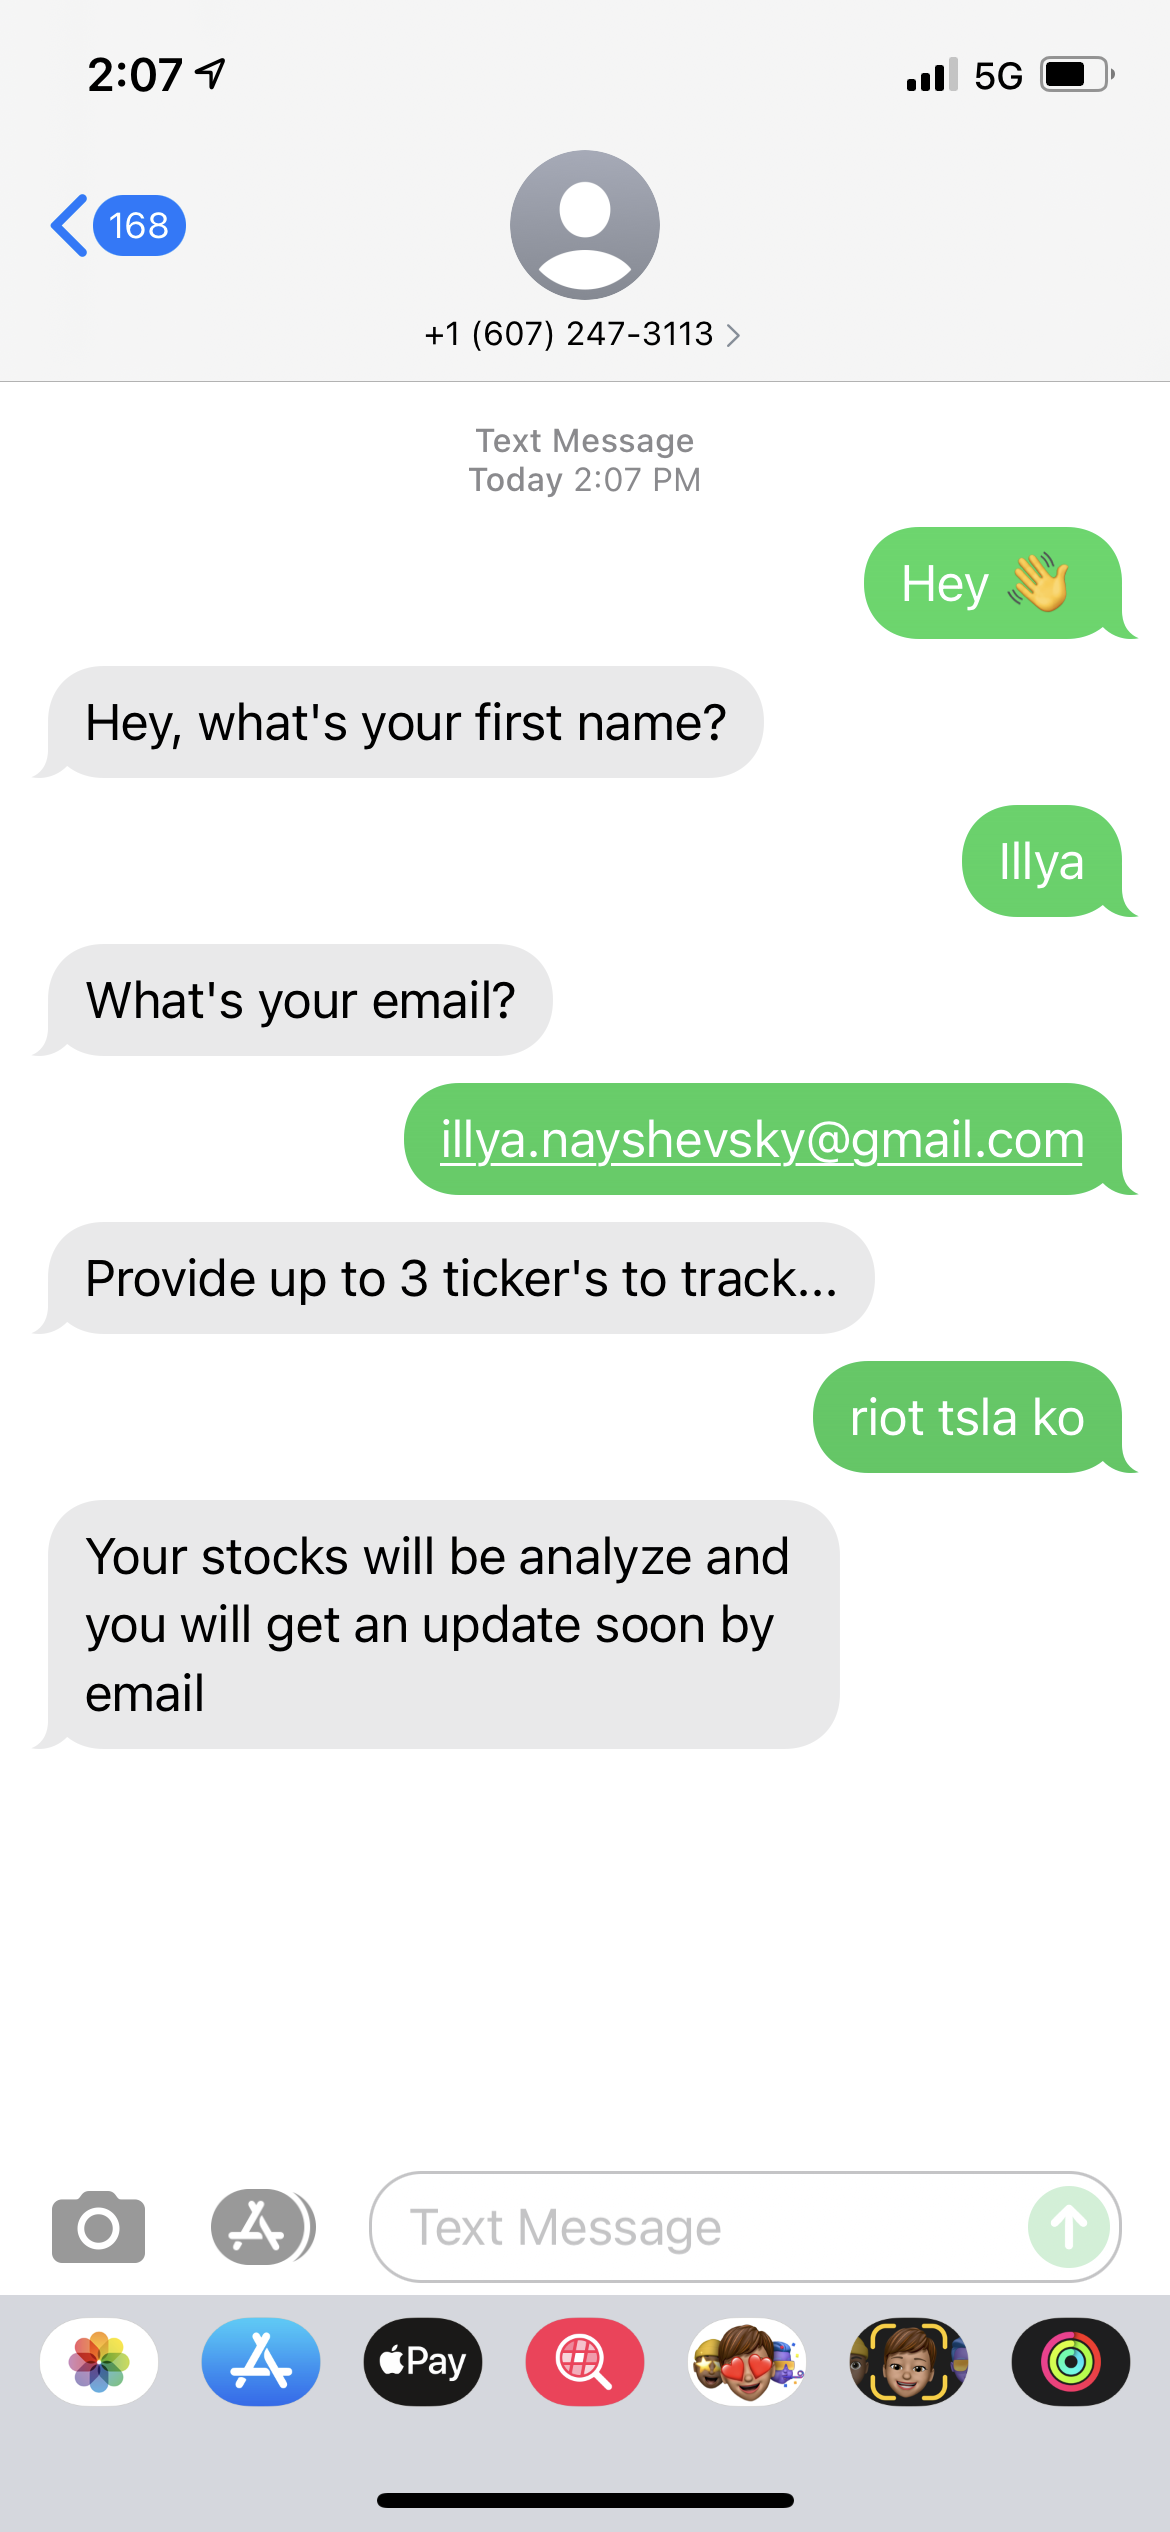 2:07
5G
168
+1 (607) 247-3113
Text Message
Today 2:07 PM
Hey 👋
Hey, what's your first name?
Illya
What's your email?
illya.nayshevsky@gmail.com
Provide up to 3 ticker's to track...
riot tsla ko
Your stocks will be analyze and
you will get an update soon by
email
Text Message
Pay